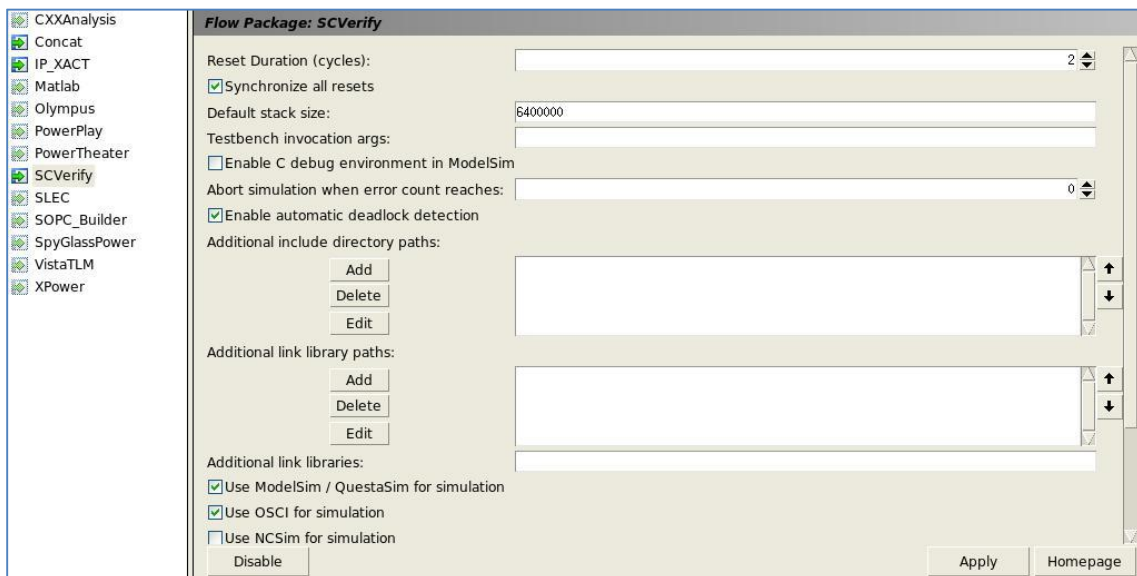 CXXAnalysis
Concat
IP_XACT
Matlab
Olympus
PowerPlay
PowerTheater
SCVerify
SLEC
SOPC_Builder
SpyGlassPower
VistaTLM
XPower
Flow Package: SCVerify
Reset Duration (cycles): 2
Synchronize all resets
Default stack size: 6400000
Testbench invocation args:
Enable C debug environment in ModelSim
Abort simulation when error count reaches: 0
Enable automatic deadlock detection
Additional include directory paths:
Add
Delete
Edit
Additional link library paths:
Add
Delete
Edit
Additional link libraries:
Use ModelSim / QuestaSim for simulation
Use OSCI for simulation
Use NCSim for simulation
Disable Apply Homepage